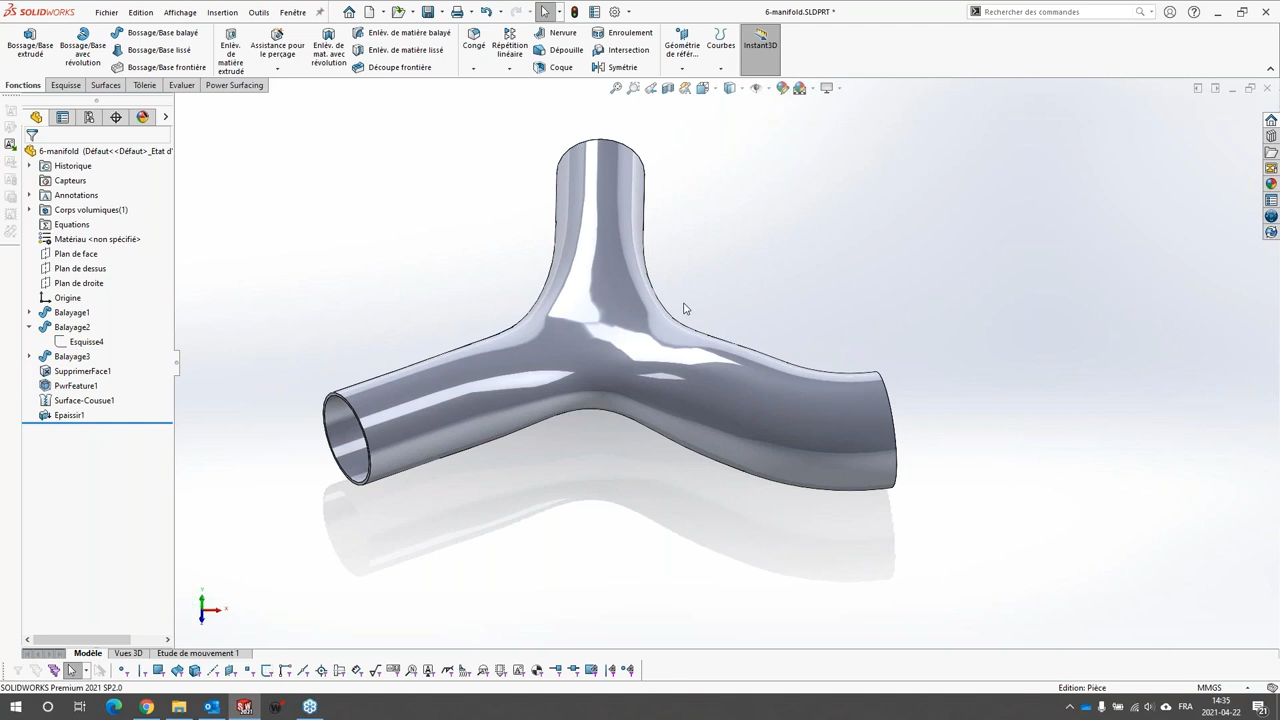 SOLIDWORKS Fichier Edition Affichage Insertion Outils Fenêtre 6-manifold.SLDPRT * Rechercher des commandes
Bossage/Base extrudé
Bossage/Base avec révolution
Bossage/Base balayé
Bossage/Base lissé
Bossage/Base frontière
Enlèv. de matière extrudé
Assistance pour le perçage
Enlèv. de mat. avec révolution
Enlèv. de matière balayé
Enlèv. de matière lissé
Découpe frontière
Congé
Répétition linéaire
Nervure
Dépouille
Coque
Enroulement
Intersection
Symétrie
Géométrie de référ...
Courbes
Instant3D
Fonctions Esquisse Surfaces Tôlerie Evaluer Power Surfacing
6-manifold (Défaut<<Défaut>_Etat d'
Historique
Capteurs
Annotations
Corps volumiques(1)
Equations
Matériau <non spécifié>
Plan de face
Plan de dessus
Plan de droite
Origine
Balayage1
Balayage2
Esquisse4
Balayage3
SupprimerFace1
PwrFeature1
Surface-Cousue1
Epaissir1
Y
X
Modèle Vues 3D Etude de mouvement 1
SOLIDWORKS Premium 2021 SP2.0 Edition: Pièce MMGS
FRA 14:35
2021-04-22